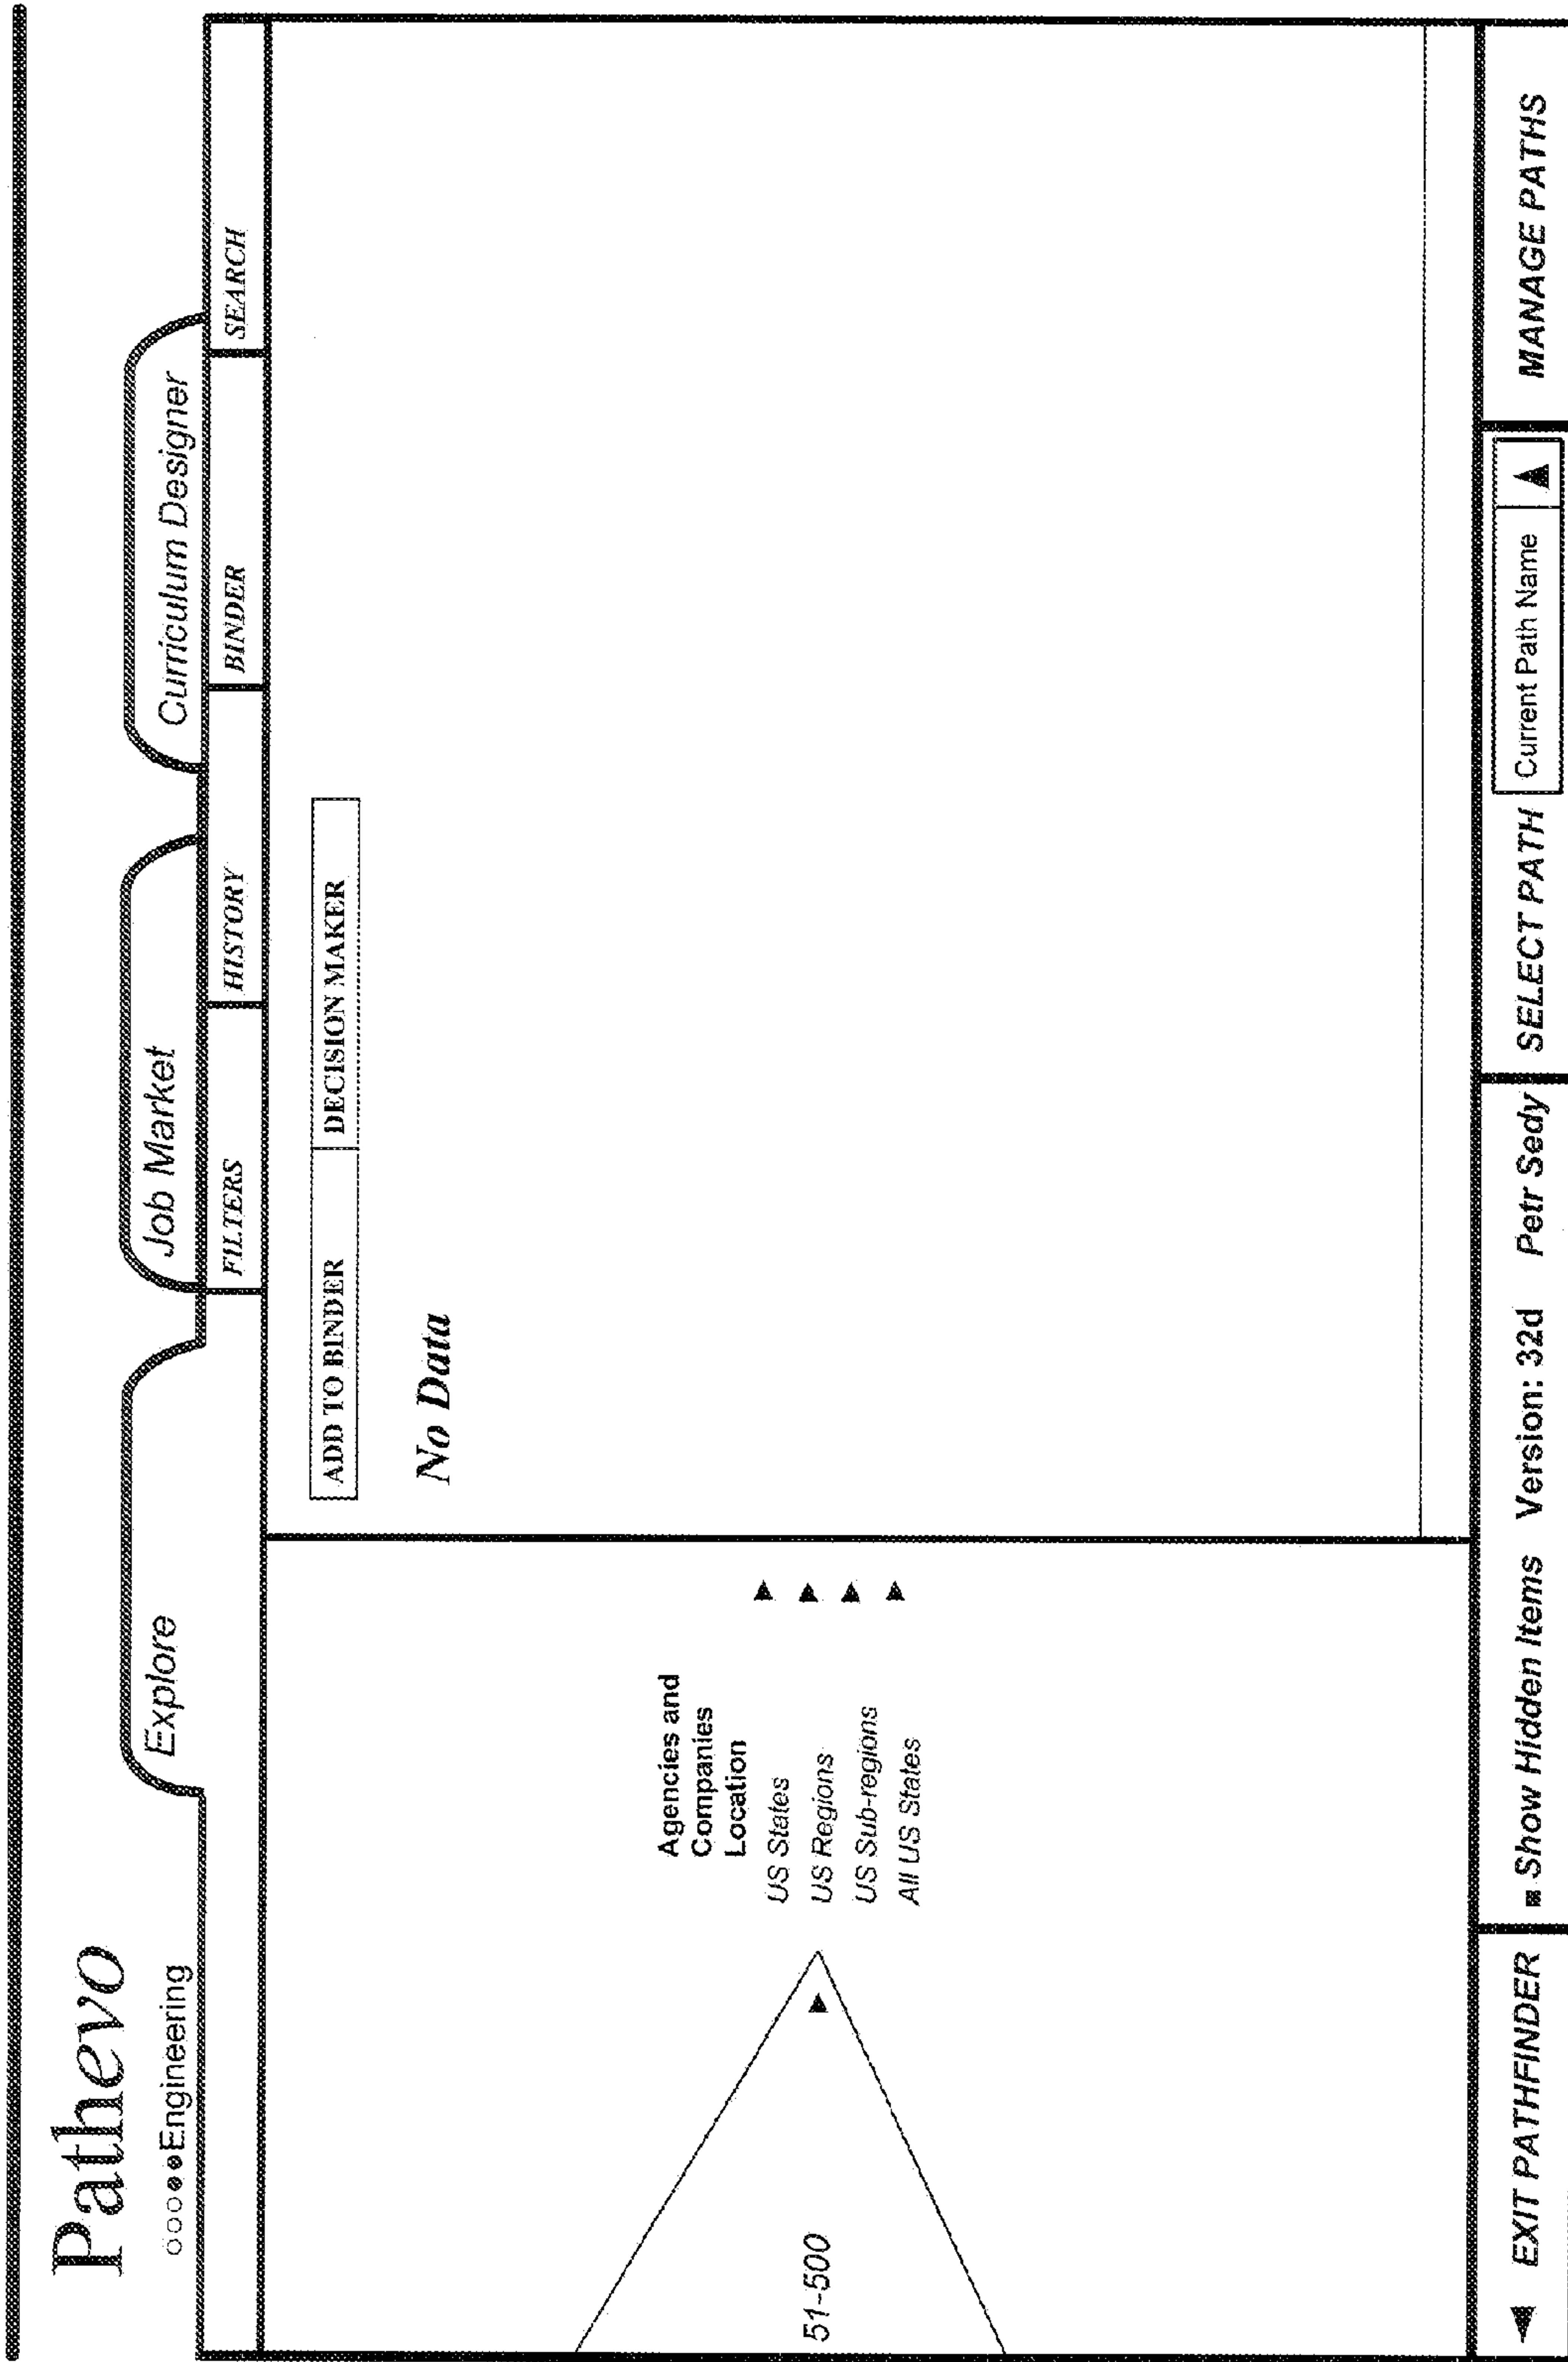 Pathevo
Engineering
Explore
Job Market
Curriculum Designer
FILTERS
HISTORY
BINDER
SEARCH
51-500
Agencies and
Companies
Location
US States
US Regions
US Sub-regions
All US States
ADD TO BINDER
DECISION MAKER
No Data
EXIT PATHFINDER
Show Hidden Items
Version: 32d
Petr Sedy
SELECT PATH
Current Path Name
MANAGE PATHS